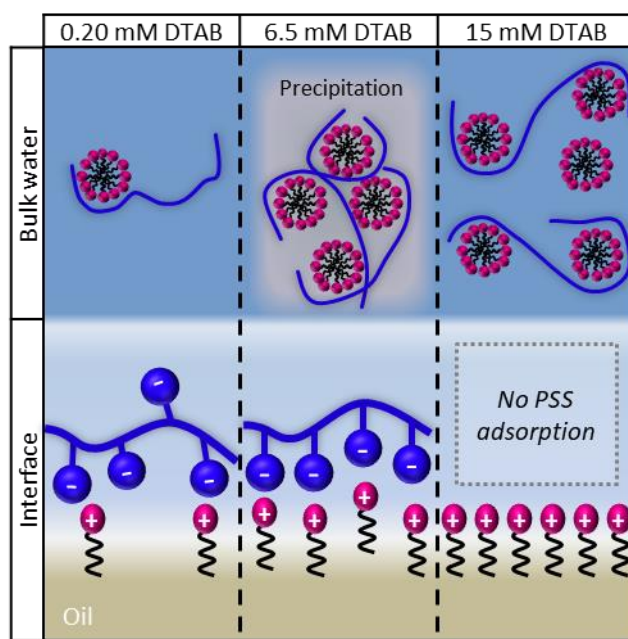 0.20 mM DTAB
6.5 mM DTAB
15 mM DTAB
Bulk water
Precipitation
Interface
No PSS
adsorption
- - - -
- - - -
+ +
+ + + +
+ + + + + +
Oil